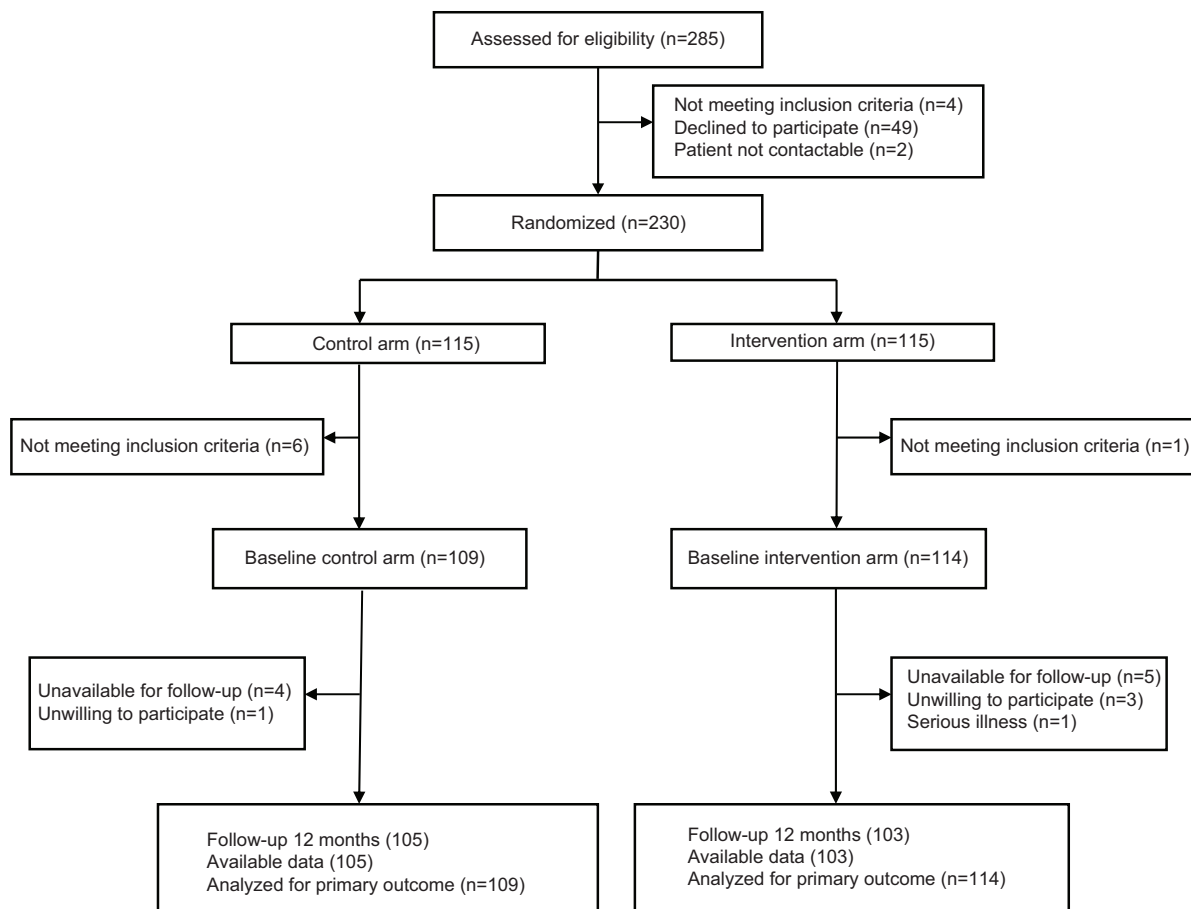 Assessed for eligibility (n=285)
Not meeting inclusion criteria (n=4)
Declined to participate (n=49)
Patient not contactable (n=2)
Randomized (n=230)
Control arm (n=115)
Intervention arm (n=115)
Not meeting inclusion criteria (n=6)
Not meeting inclusion criteria (n=1)
Baseline control arm (n=109)
Baseline intervention arm (n=114)
Unavailable for follow-up (n=4)
Unwilling to participate (n=1)
Unavailable for follow-up (n=5)
Unwilling to participate (n=3)
Serious illness (n=1)
Follow-up 12 months (105)
Available data (105)
Analyzed for primary outcome (n=109)
Follow-up 12 months (103)
Available data (103)
Analyzed for primary outcome (n=114)